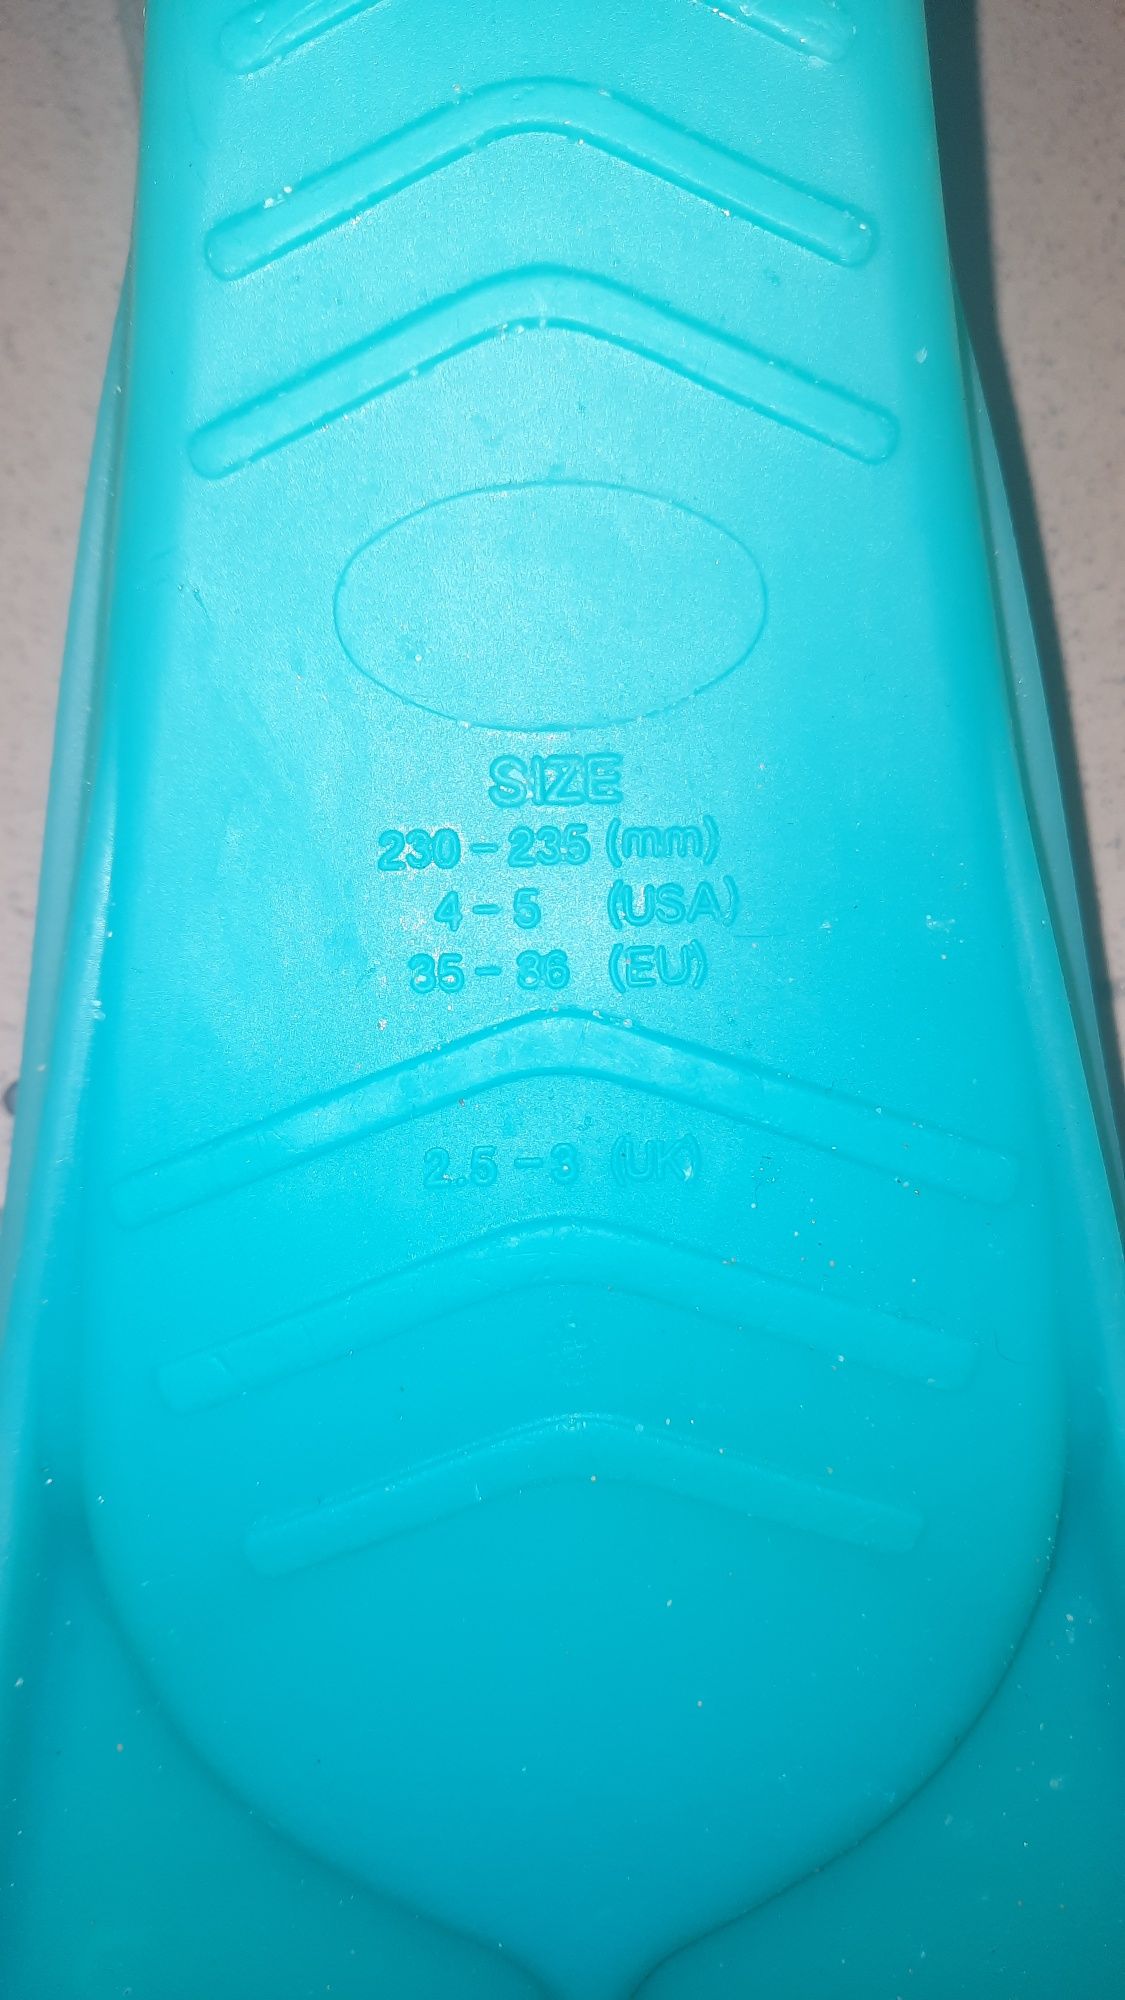 SIZE
230-235 (mm)
4-5 (USA)
35-36 (EU)
2.5-3 (UK)